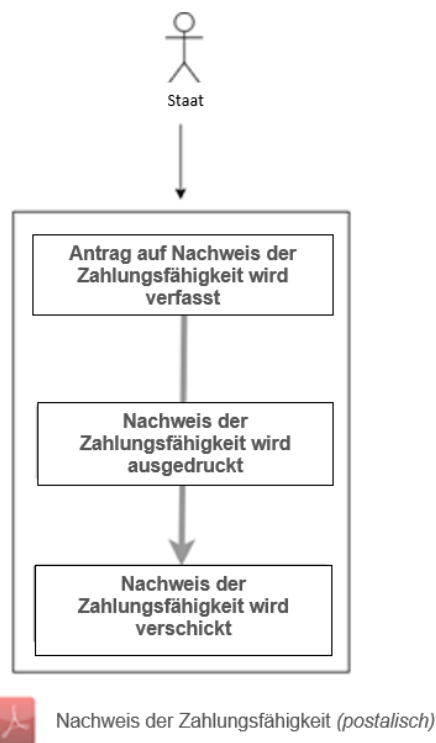 Staat
Antrag auf Nachweis der
Zahlungsfähigkeit wird
verfasst
Nachweis der
Zahlungsfähigkeit wird
ausgedruckt
Nachweis der
Zahlungsfähigkeit wird
verschickt
Nachweis der Zahlungsfähigkeit (postalisch)